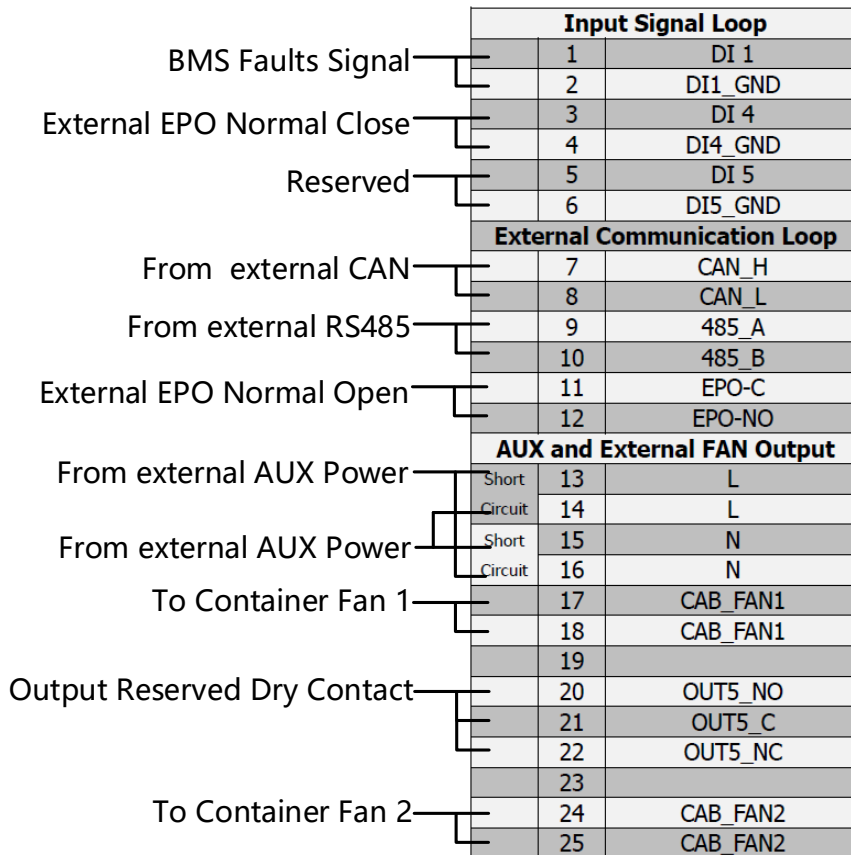 Input Signal Loop
BMS Faults Signal
1 DI 1
2 DI1_GND
External EPO Normal Close
3 DI 4
4 DI4_GND
Reserved
5 DI 5
6 DI5_GND
External Communication Loop
From external CAN
7 CAN_H
8 CAN_L
From external RS485
9 485_A
10 485_B
External EPO Normal Open
11 EPO-C
12 EPO-NO
AUX and External FAN Output
From external AUX Power
Short 13 L
Circuit 14 L
From external AUX Power
Short 15 N
Circuit 16 N
To Container Fan 1
17 CAB_FAN1
18 CAB_FAN1
19
Output Reserved Dry Contact
20 OUT5_NO
21 OUT5_C
22 OUT5_NC
23
To Container Fan 2
24 CAB_FAN2
25 CAB_FAN2